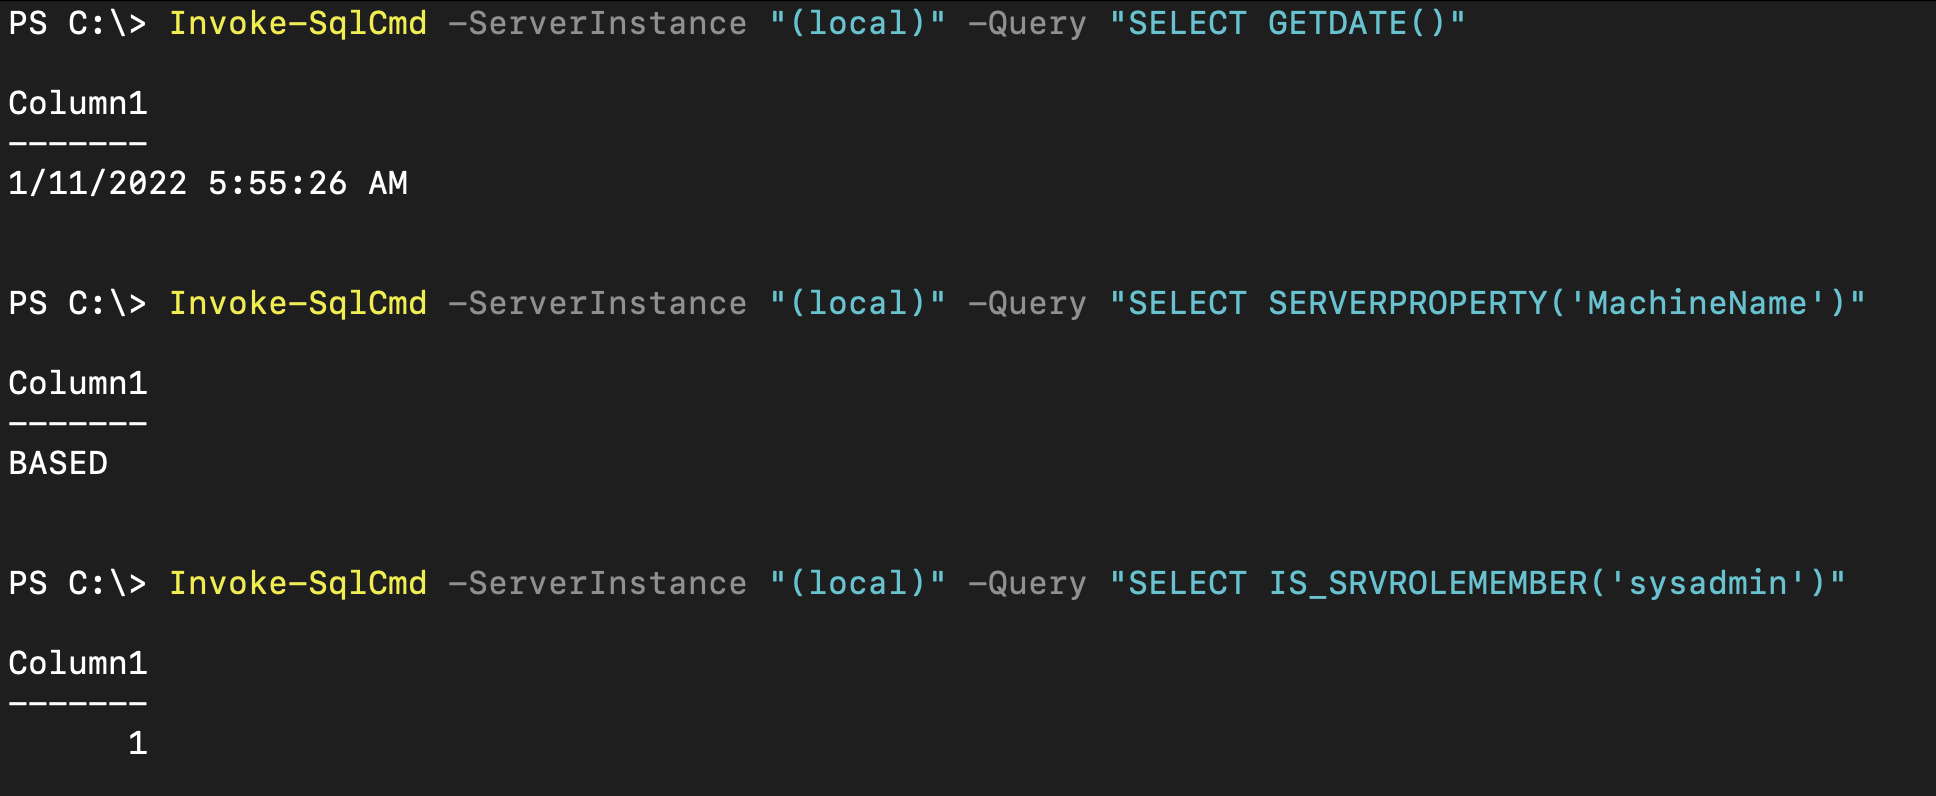 PS C:\> Invoke-SqlCmd -ServerInstance "(local)" -Query "SELECT GETDATE()"
Column1
-------
1/11/2022 5:55:26 AM
PS C:\> Invoke-SqlCmd -ServerInstance "(local)" -Query "SELECT SERVERPROPERTY('MachineName')"
Column1
-------
BASED
PS C:\> Invoke-SqlCmd -ServerInstance "(local)" -Query "SELECT IS_SRVROLEMEMBER('sysadmin')"
Column1
-------
1